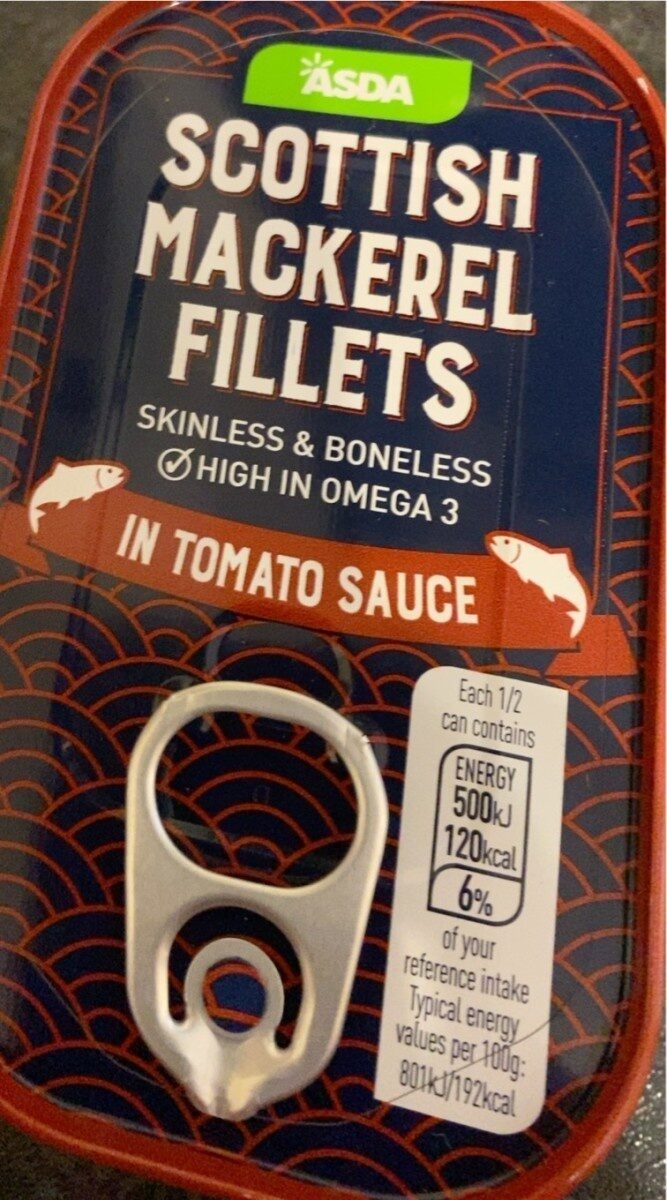 ASDA
SCOTTISH
MACKEREL
FILLETS
SKINLESS & BONELESS
HIGH IN OMEGA 3
IN TOMATO SAUCE
Each 1/2
can contains
ENERGY
500kJ
120kcal
6%
of your
reference intake
Typical energy
values per 100g:
801kJ/192kcal